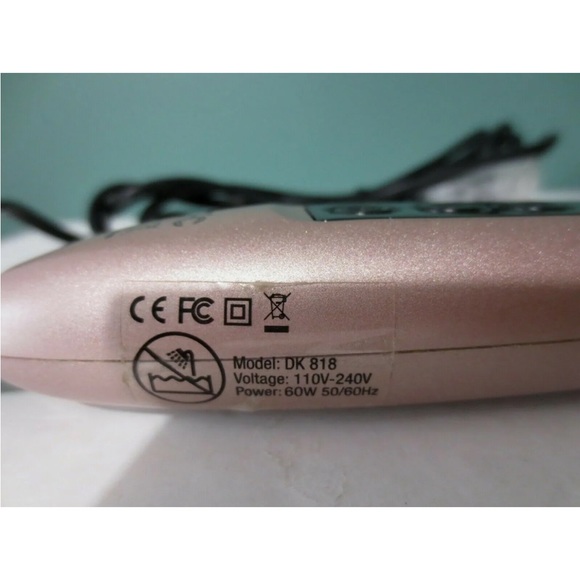 CE FC
Model: DK 818
Voltage: 110V-240V
Power: 60W 50/60Hz